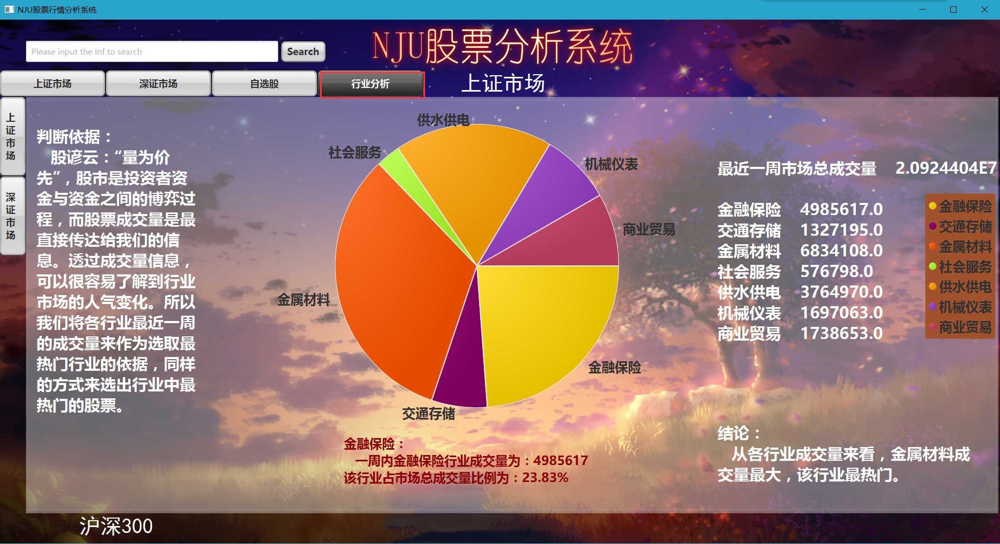 NJU股票行情分析系统
NJU股票分析系统
Please input the Inf to search
Search
上证市场
深证市场
自选股
行业分析
上证市场
上证市场
深证市场
判断依据：
股谚云：“量为价
先”，股市是投资者资
金与资金之间的博弈过
程，而股票成交量是最
直接传达给我们的信
息。透过成交量信息，
可以很容易了解到行业
市场的人气变化。所以
我们将各行业最近一周
的成交量来作为选取最
热门行业的依据，同样
的方式来选出行业中最
热门的股票。
供水供电
社会服务
机械仪表
商业贸易
金属材料
金融保险
交通存储
金融保险：
一周内金融保险行业成交量为：4985617
该行业占市场总成交量比例为：23.83%
最近一周市场总成交量 2.0924404E7
金融保险 4985617.0
交通存储 1327195.0
金属材料 6834108.0
社会服务 576798.0
供水供电 3764970.0
机械仪表 1697063.0
商业贸易 1738653.0
金融保险
交通存储
金属材料
社会服务
供水供电
机械仪表
商业贸易
结论：
从各行业成交量来看，金属材料成
交量最大，该行业最热门。
沪深300